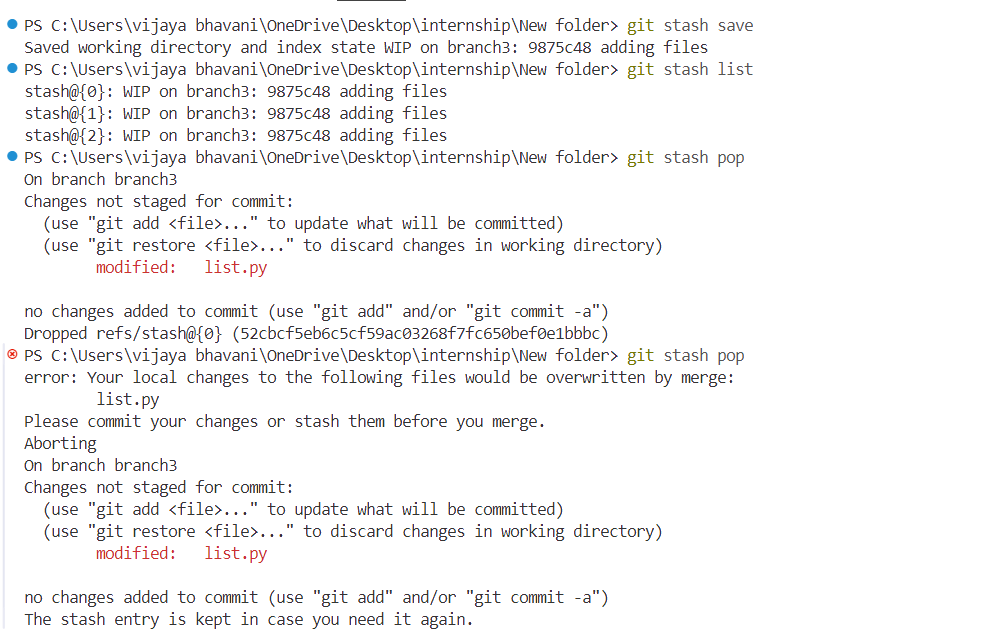 PS C:\Users\vijaya bhavani\OneDrive\Desktop\internship\New folder> git stash save
Saved working directory and index state WIP on branch3: 9875c48 adding files
PS C:\Users\vijaya bhavani\OneDrive\Desktop\internship\New folder> git stash list
stash@{0}: WIP on branch3: 9875c48 adding files
stash@{1}: WIP on branch3: 9875c48 adding files
stash@{2}: WIP on branch3: 9875c48 adding files
PS C:\Users\vijaya bhavani\OneDrive\Desktop\internship\New folder> git stash pop
On branch branch3
Changes not staged for commit:
  (use "git add <file>..." to update what will be committed)
  (use "git restore <file>..." to discard changes in working directory)
        modified:   list.py

no changes added to commit (use "git add" and/or "git commit -a")
Dropped refs/stash@{0} (52cbcf5eb6c5cf59ac03268f7fc650bef0e1bbbc)
PS C:\Users\vijaya bhavani\OneDrive\Desktop\internship\New folder> git stash pop
error: Your local changes to the following files would be overwritten by merge:
        list.py
Please commit your changes or stash them before you merge.
Aborting
On branch branch3
Changes not staged for commit:
  (use "git add <file>..." to update what will be committed)
  (use "git restore <file>..." to discard changes in working directory)
        modified:   list.py

no changes added to commit (use "git add" and/or "git commit -a")
The stash entry is kept in case you need it again.